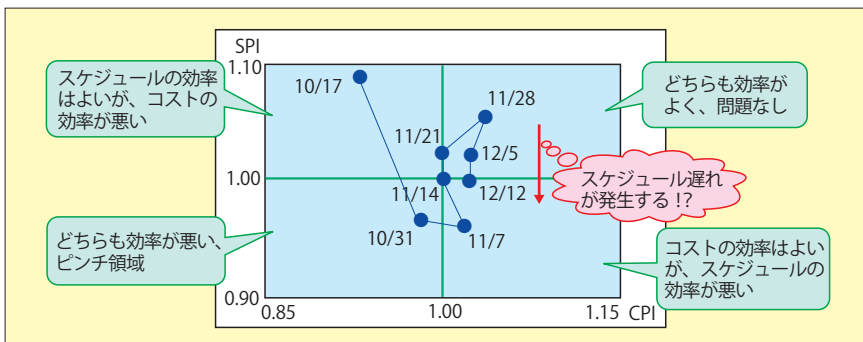 SPI
1.10
スケジュールの効率
はよいが、コストの
効率が悪い
10/17
11/28
どちらも効率が
よく、問題なし
11/21
12/5
1.00
11/14
12/12
スケジュール遅れ
が発生する!?
どちらも効率が悪い、
ピンチ領域
10/31
11/7
コストの効率はよい
が、スケジュールの
効率が悪い
0.90
0.85
1.00
1.15
CPI